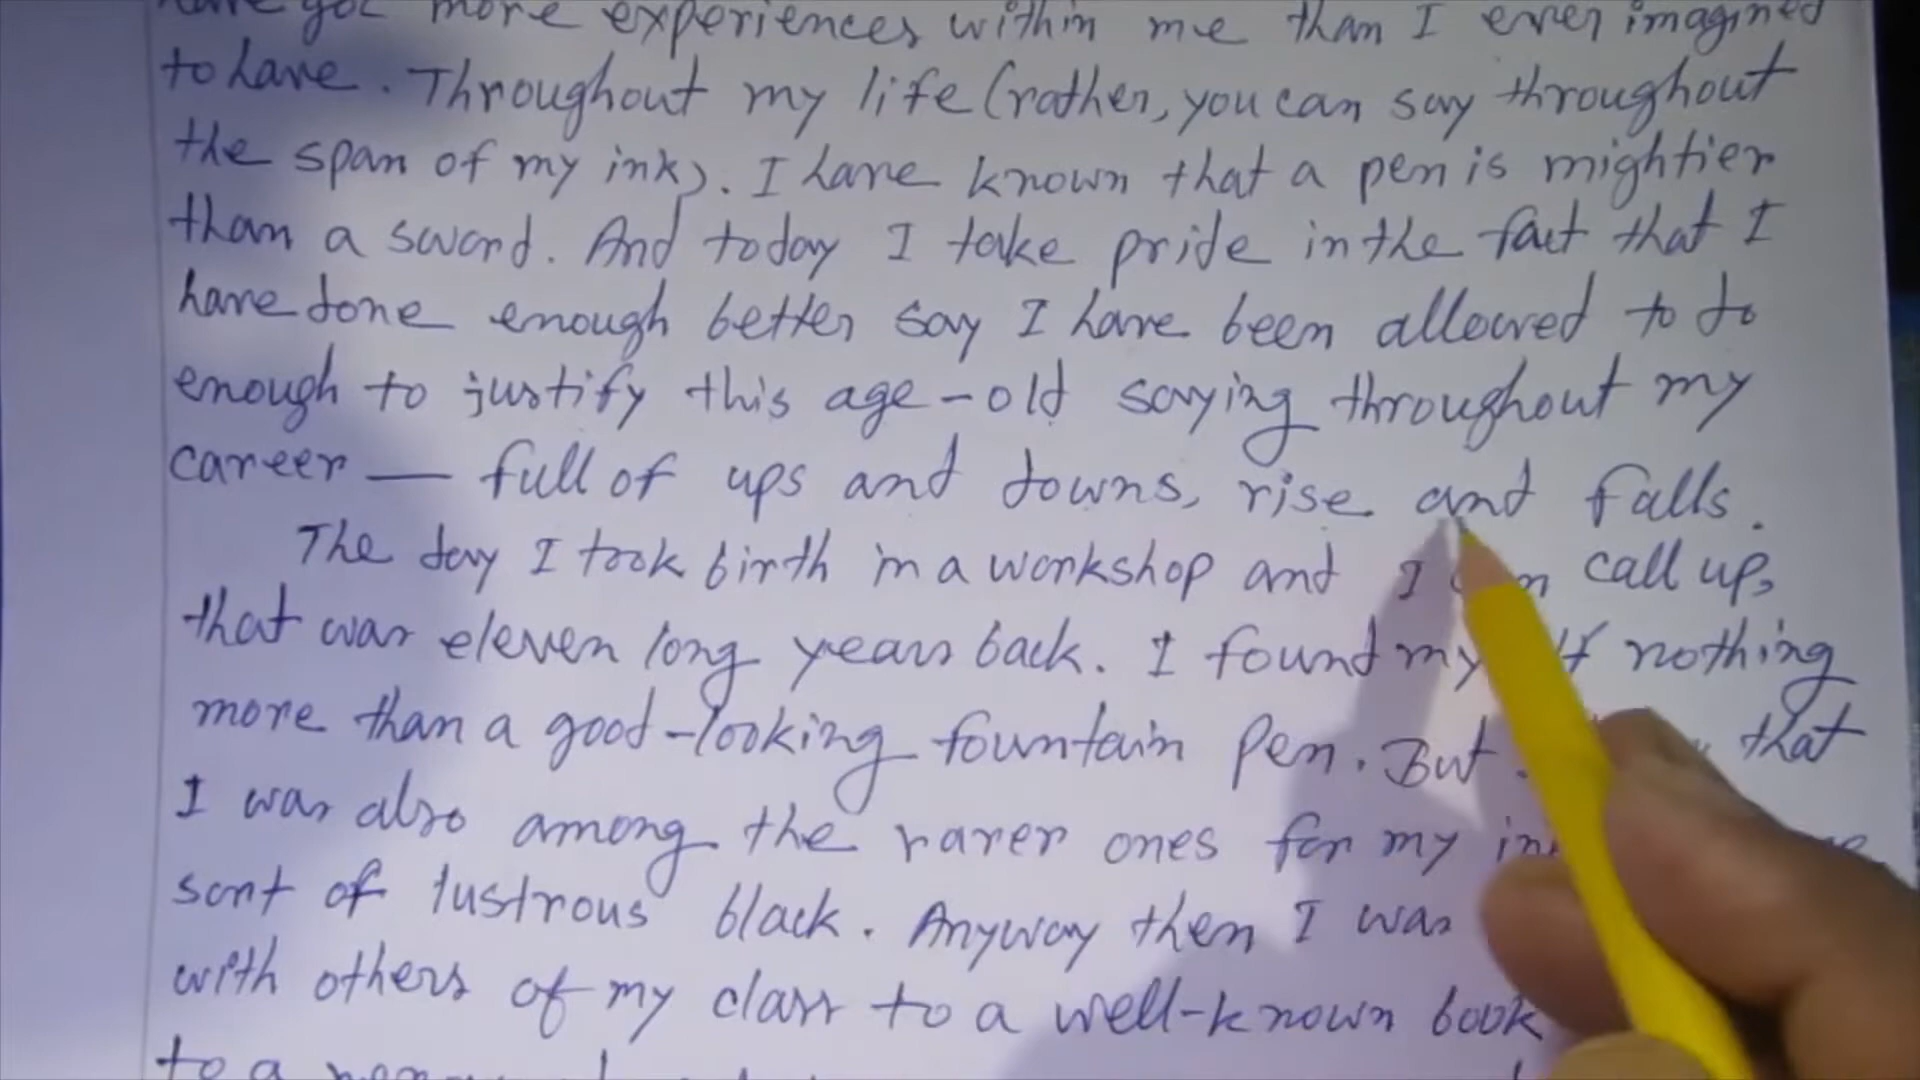 have got more experiences within me than I ever imagined
to have. Throughout my life (rather, you can say throughout
the span of my ink). I have known that a pen is mightier
than a sword. And today I take pride in the fact that I
have done enough better say I have been allowed to do
enough to justify this age-old saying throughout my
career — full of ups and downs, rise and falls.
The day I took birth in a workshop and I call up,
that was eleven long years back. I found nothing
more than a good-looking fountain pen. But that
I was also among the rarer ones for my
sort of lustrous black. Anyway then I was
with others of my class to a well-known book
to a